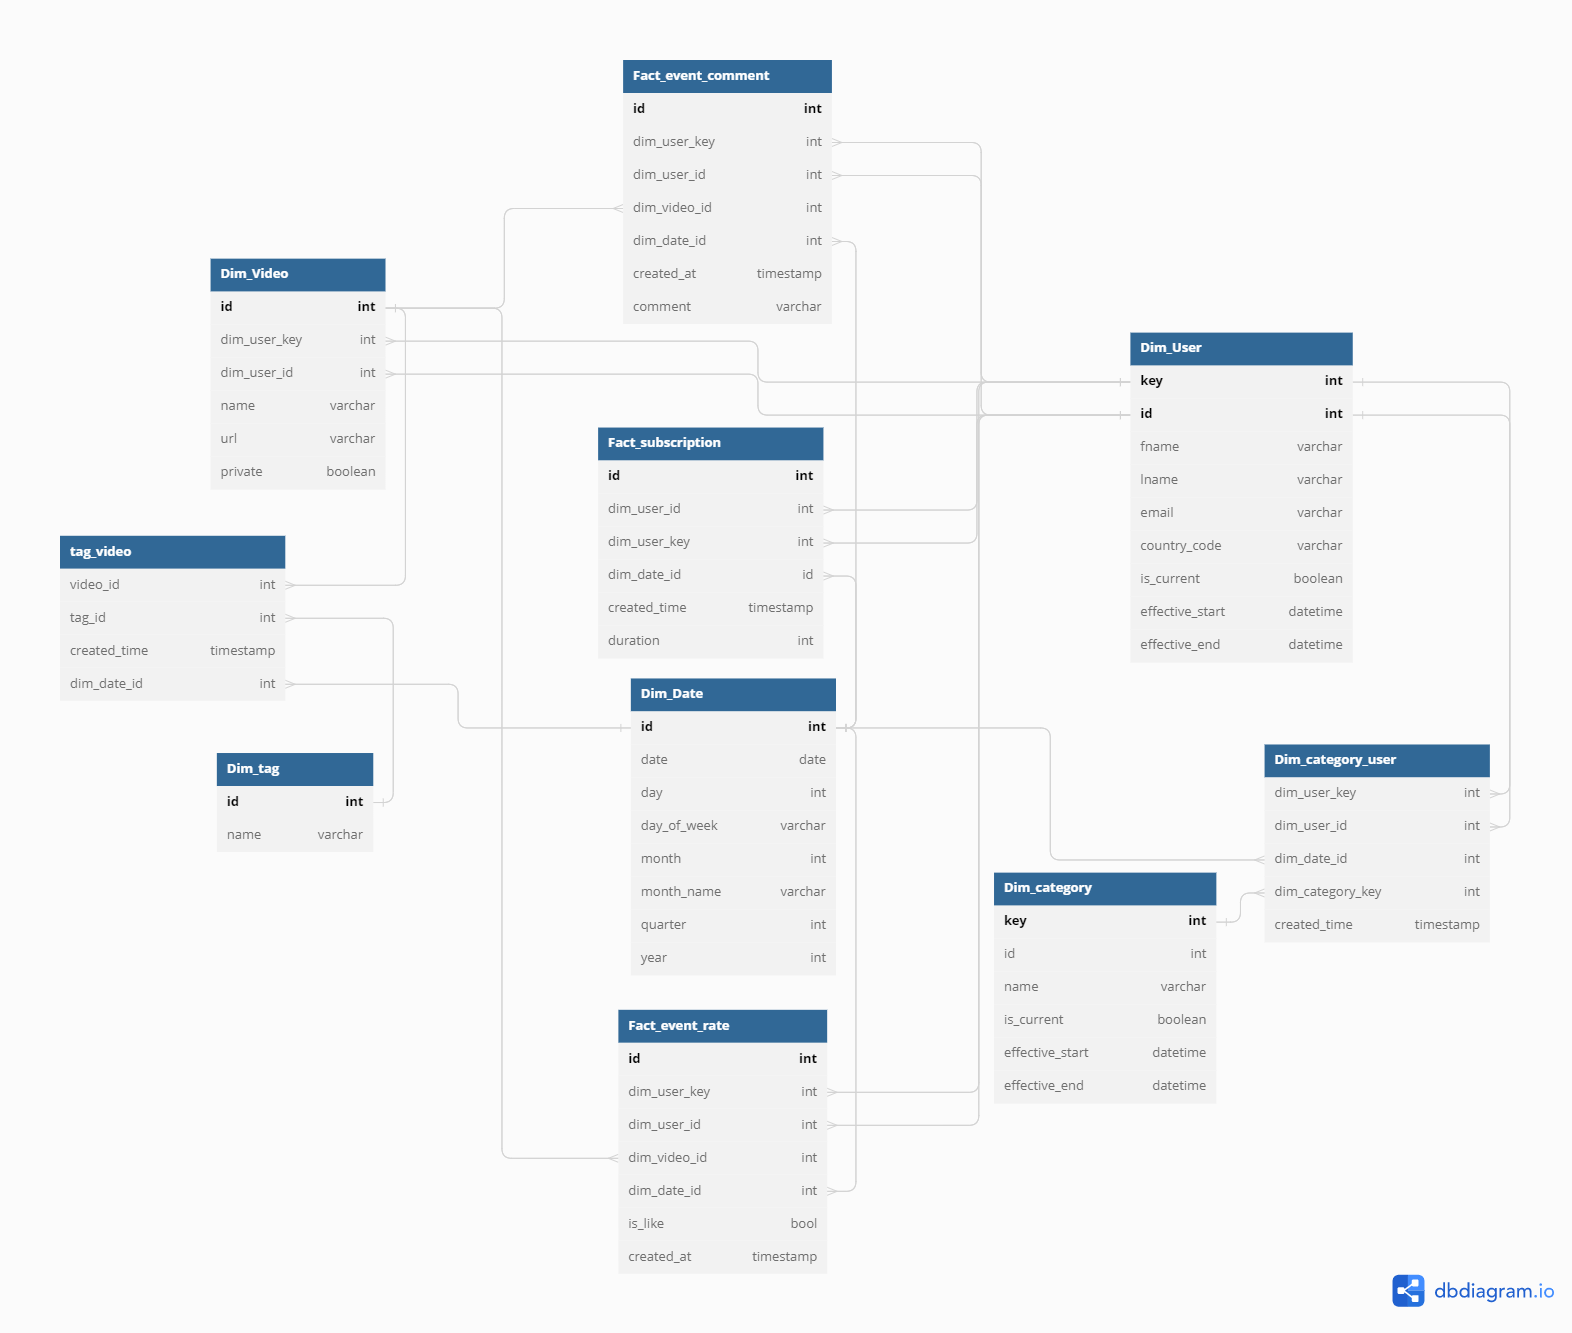 Fact_event_comment
id int
dim_user_key int
dim_user_id int
dim_video_id int
dim_date_id int
created_at timestamp
comment varchar
Dim_Video
id int
dim_user_key int
dim_user_id int
name varchar
url varchar
private boolean
Dim_User
key int
id int
fname varchar
lname varchar
email varchar
country_code varchar
is_current boolean
effective_start datetime
effective_end datetime
Fact_subscription
id int
dim_user_id int
dim_user_key int
dim_date_id id
created_time timestamp
duration int
tag_video
video_id int
tag_id int
created_time timestamp
dim_date_id int
Dim_Date
id int
date date
day int
day_of_week varchar
month int
month_name varchar
quarter int
year int
Dim_tag
id int
name varchar
Dim_category_user
dim_user_key int
dim_user_id int
dim_date_id int
dim_category_key int
created_time timestamp
Dim_category
key int
id int
name varchar
is_current boolean
effective_start datetime
effective_end datetime
Fact_event_rate
id int
dim_user_key int
dim_user_id int
dim_video_id int
dim_date_id int
is_like bool
created_at timestamp
dbdiagram.io